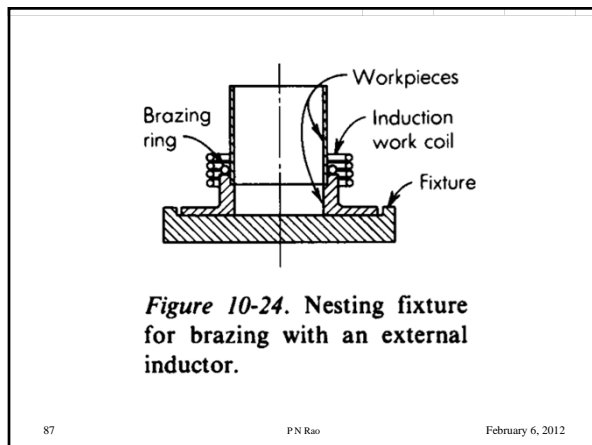 Workpieces
Brazing
ring
Induction
work coil
Fixture
Figure 10-24. Nesting fixture
for brazing with an external
inductor.
87 P N Rao February 6, 2012